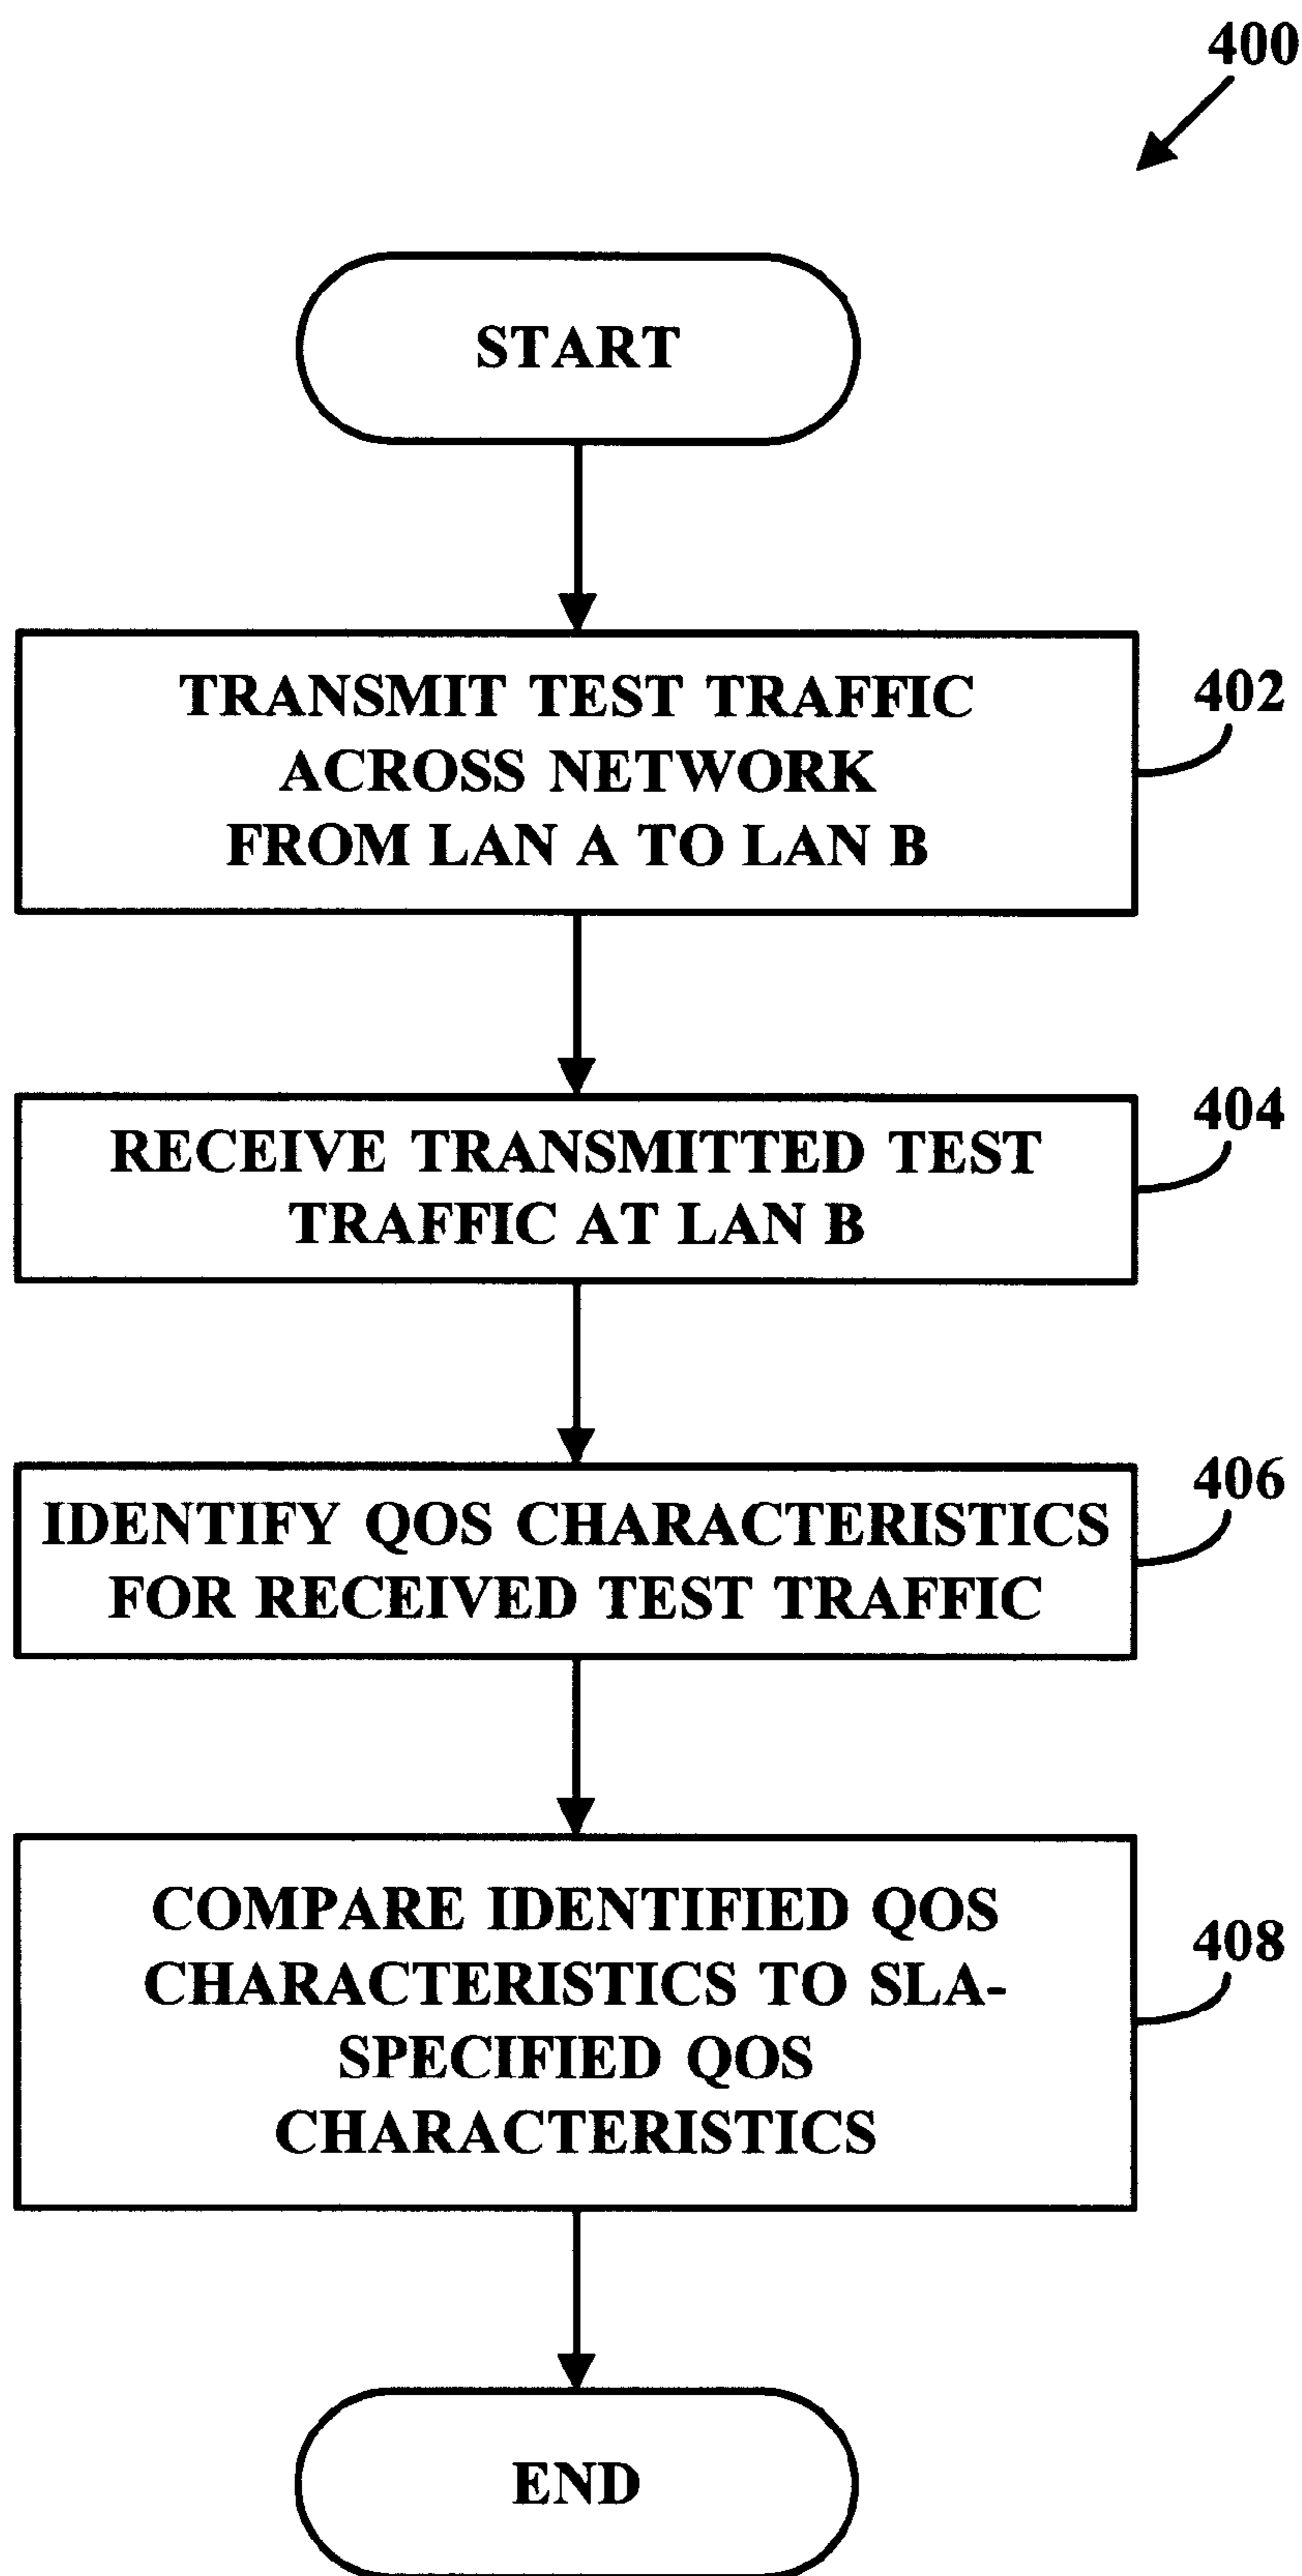 400
START
TRANSMIT TEST TRAFFIC
ACROSS NETWORK
FROM LAN A TO LAN B
402
RECEIVE TRANSMITTED TEST
TRAFFIC AT LAN B
404
IDENTIFY QOS CHARACTERISTICS
FOR RECEIVED TEST TRAFFIC
406
COMPARE IDENTIFIED QOS
CHARACTERISTICS TO SLA-
SPECIFIED QOS
CHARACTERISTICS
408
END